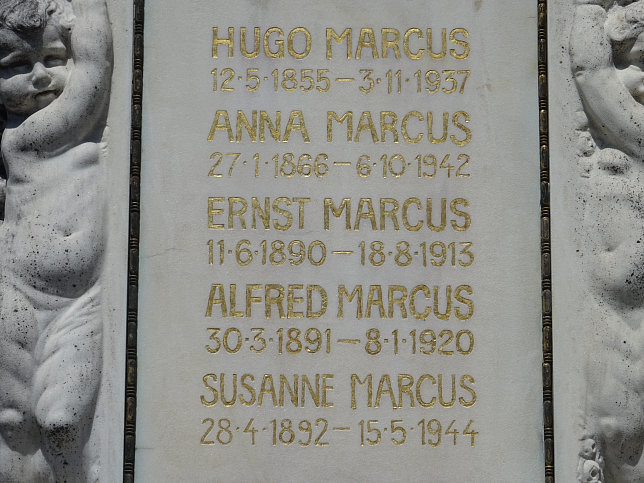 HUGO MARCUS
12·5·1855–3·11·1937
ANNA MARCUS
27·1·1866–6·10·1942
ERNST MARCUS
11·6·1890–18·8·1913
ALFRED MARCUS
30·3·1891–8·1·1920
SUSANNE MARCUS
28·4·1892–15·5·1944